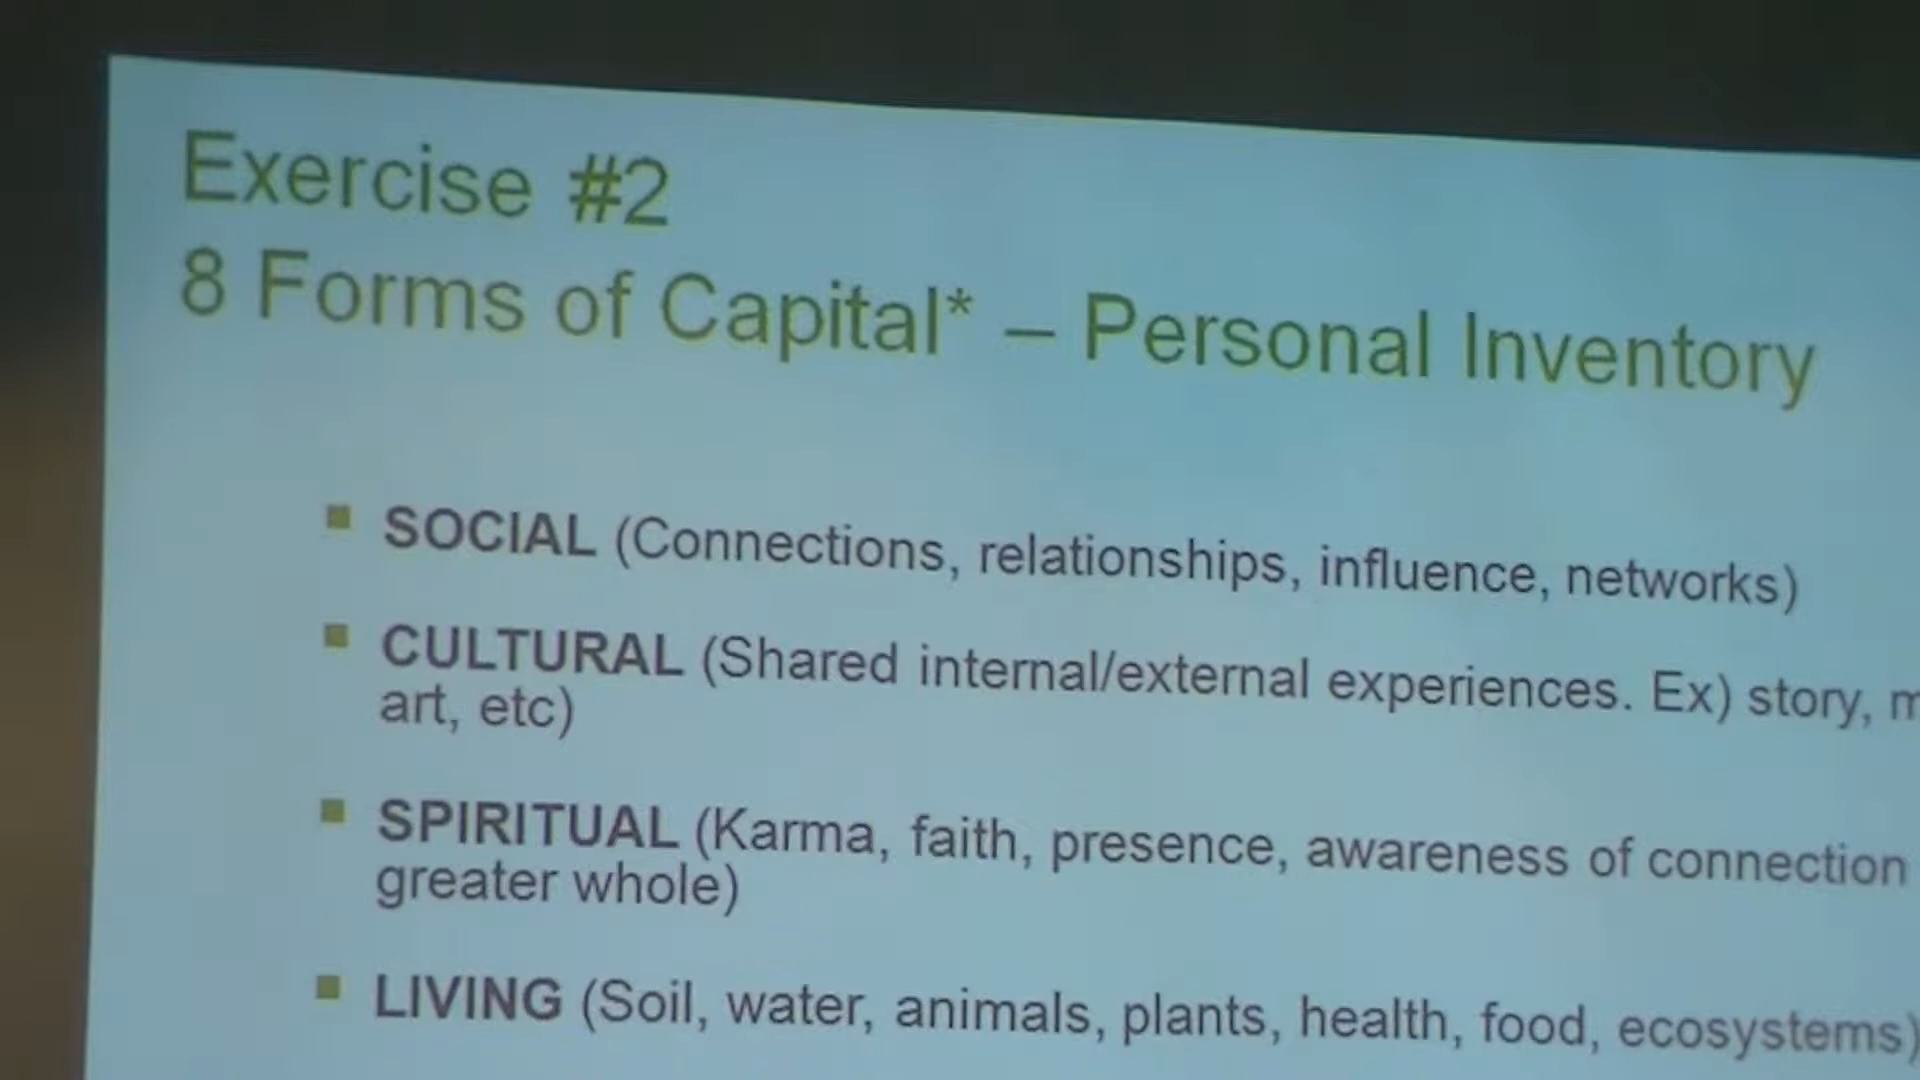 Exercise #2
8 Forms of Capital* – Personal Inventory
SOCIAL (Connections, relationships, influence, networks)
CULTURAL (Shared internal/external experiences. Ex) story,
art, etc)
SPIRITUAL (Karma, faith, presence, awareness of connection
greater whole)
LIVING (Soil, water, animals, plants, health, food, ecosystems)